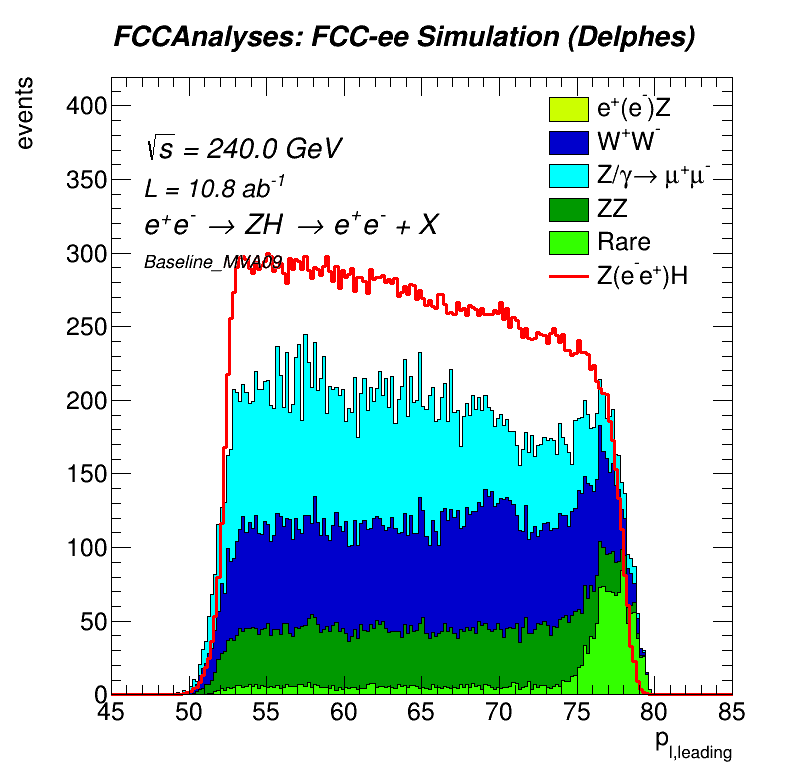 FCCAnalyses: FCC-ee Simulation (Delphes)
events
√s = 240.0 GeV
L = 10.8 ab⁻¹
e⁺e⁻ → ZH → e⁺e⁻ + X
Baseline_MVA09
e⁺(e⁻)Z
W⁺W⁻
Z/γ→ μ⁺μ⁻
ZZ
Rare
Z(e⁻e⁺)H
400
350
300
250
200
150
100
50
0
45 50 55 60 65 70 75 80 85
p_l,leading